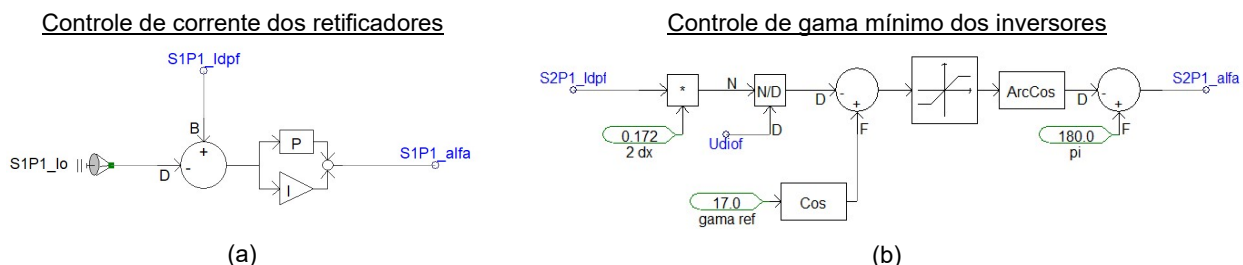 Controle de corrente dos retificadores
S1P1_Idpf
B
+
S1P1_Io
D
-
P
I
S1P1_alfa
(a)
Controle de gama mínimo dos inversores
S2P1_Idpf
*
N
N/D
D
-
+
ArcCos
D
-
+
S2P1_alfa
0.172
2 dx
Udiof
D
F
180.0
pi
F
17.0
gama ref
Cos
(b)